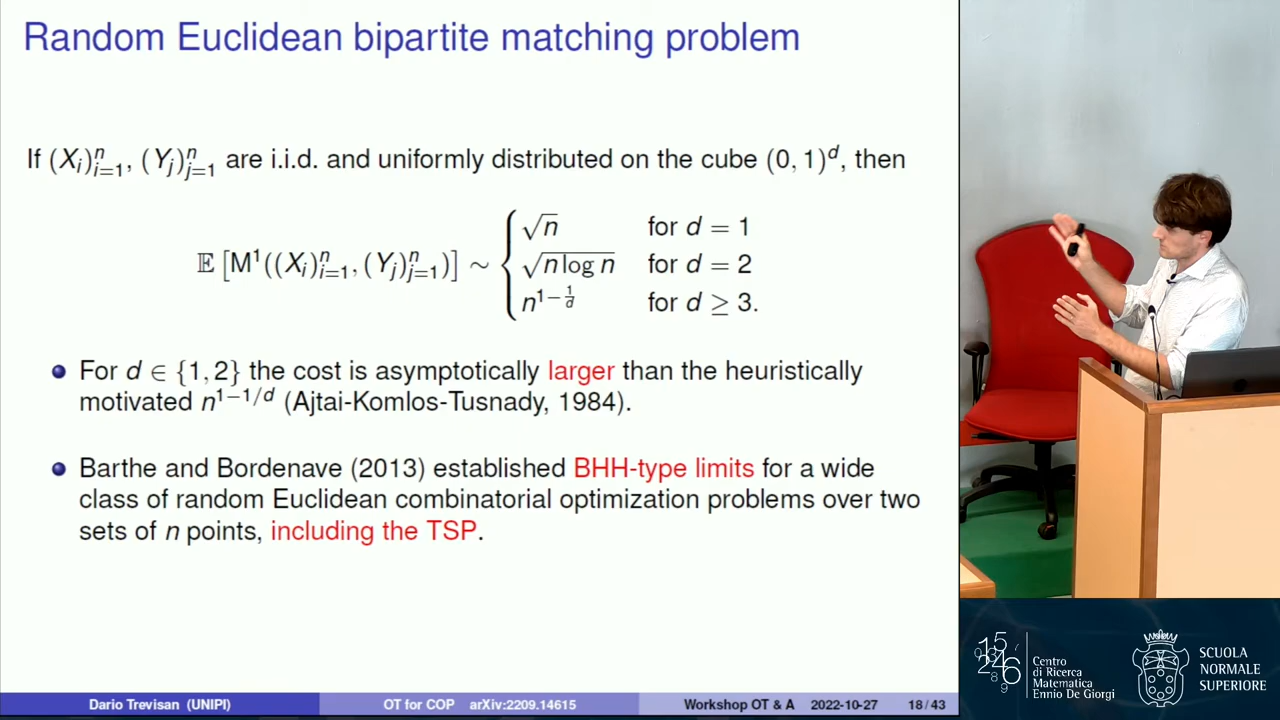 Random Euclidean bipartite matching problem
If (X_i)_{i=1}^n, (Y_j)_{j=1}^n are i.i.d. and uniformly distributed on the cube (0, 1)^d, then
E [M^1((X_i)_{i=1}^n, (Y_j)_{j=1}^n)] ∼ { √n for d = 1
√(n log n) for d = 2
n^{1−1/d} for d ≥ 3.
For d ∈ {1, 2} the cost is asymptotically larger than the heuristically
motivated n^{1−1/d} (Ajtai-Komlos-Tusnady, 1984).
Barthe and Bordenave (2013) established BHH-type limits for a wide
class of random Euclidean combinatorial optimization problems over two
sets of n points, including the TSP.
Dario Trevisan (UNIPI) OT for COP arXiv:2209.14615 Workshop OT & A 2022-10-27 18 / 43
Centro
di Ricerca
Matematica
Ennio De Giorgi
SCUOLA
NORMALE
SUPERIORE